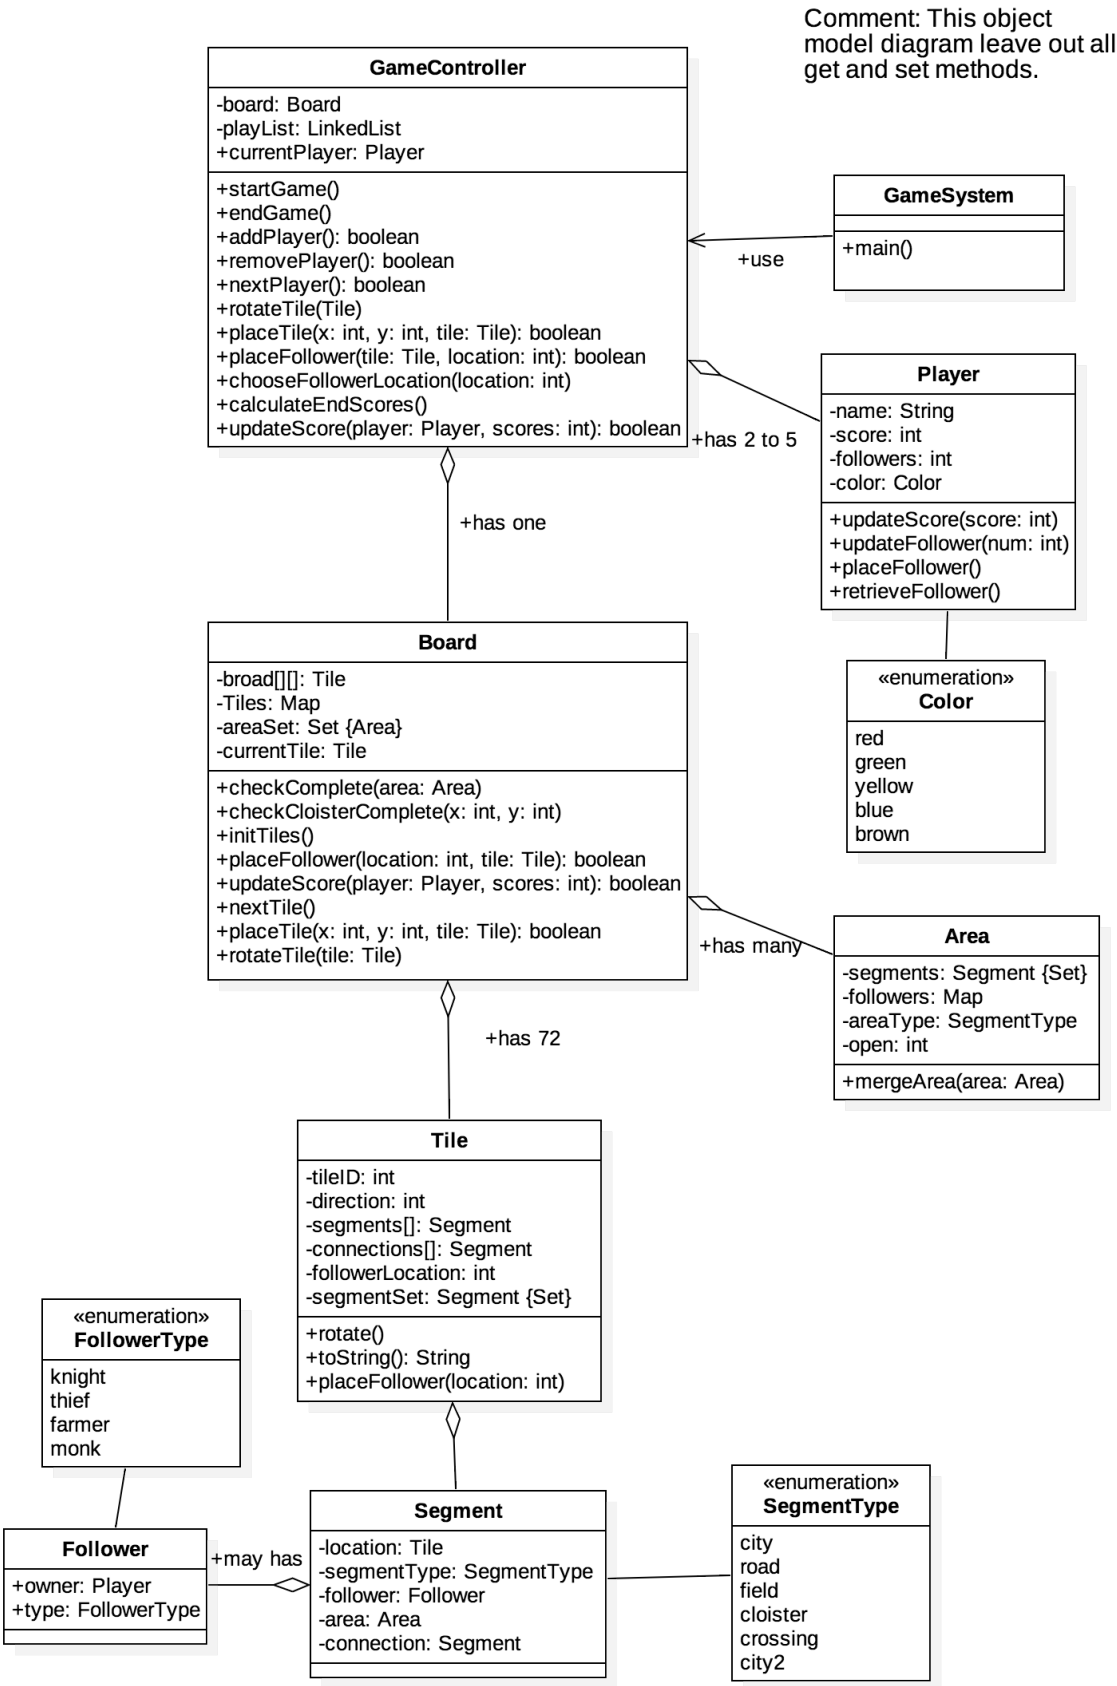 Comment: This object
model diagram leave out all
get and set methods.
GameController
-board: Board
-playList: LinkedList
+currentPlayer: Player
+startGame()
+endGame()
+addPlayer(): boolean
+removePlayer(): boolean
+nextPlayer(): boolean
+rotateTile(Tile)
+placeTile(x: int, y: int, tile: Tile): boolean
+placeFollower(tile: Tile, location: int): boolean
+chooseFollowerLocation(location: int)
+calculateEndScores()
+updateScore(player: Player, scores: int): boolean
GameSystem
+main()
+use
+has 2 to 5
Player
-name: String
-score: int
-followers: int
-color: Color
+updateScore(score: int)
+updateFollower(num: int)
+placeFollower()
+retrieveFollower()
+has one
«enumeration»
Color
red
green
yellow
blue
brown
Board
-broad[][]: Tile
-Tiles: Map
-areaSet: Set {Area}
-currentTile: Tile
+checkComplete(area: Area)
+checkCloisterComplete(x: int, y: int)
+initTiles()
+placeFollower(location: int, tile: Tile): boolean
+updateScore(player: Player, scores: int): boolean
+nextTile()
+placeTile(x: int, y: int, tile: Tile): boolean
+rotateTile(tile: Tile)
+has many
Area
-segments: Segment {Set}
-followers: Map
-areaType: SegmentType
-open: int
+mergeArea(area: Area)
+has 72
Tile
-tileID: int
-direction: int
-segments[]: Segment
-connections[]: Segment
-followerLocation: int
-segmentSet: Segment {Set}
+rotate()
+toString(): String
+placeFollower(location: int)
«enumeration»
FollowerType
knight
thief
farmer
monk
Follower
+owner: Player
+type: FollowerType
+may has
Segment
-location: Tile
-segmentType: SegmentType
-follower: Follower
-area: Area
-connection: Segment
«enumeration»
SegmentType
city
road
field
cloister
crossing
city2